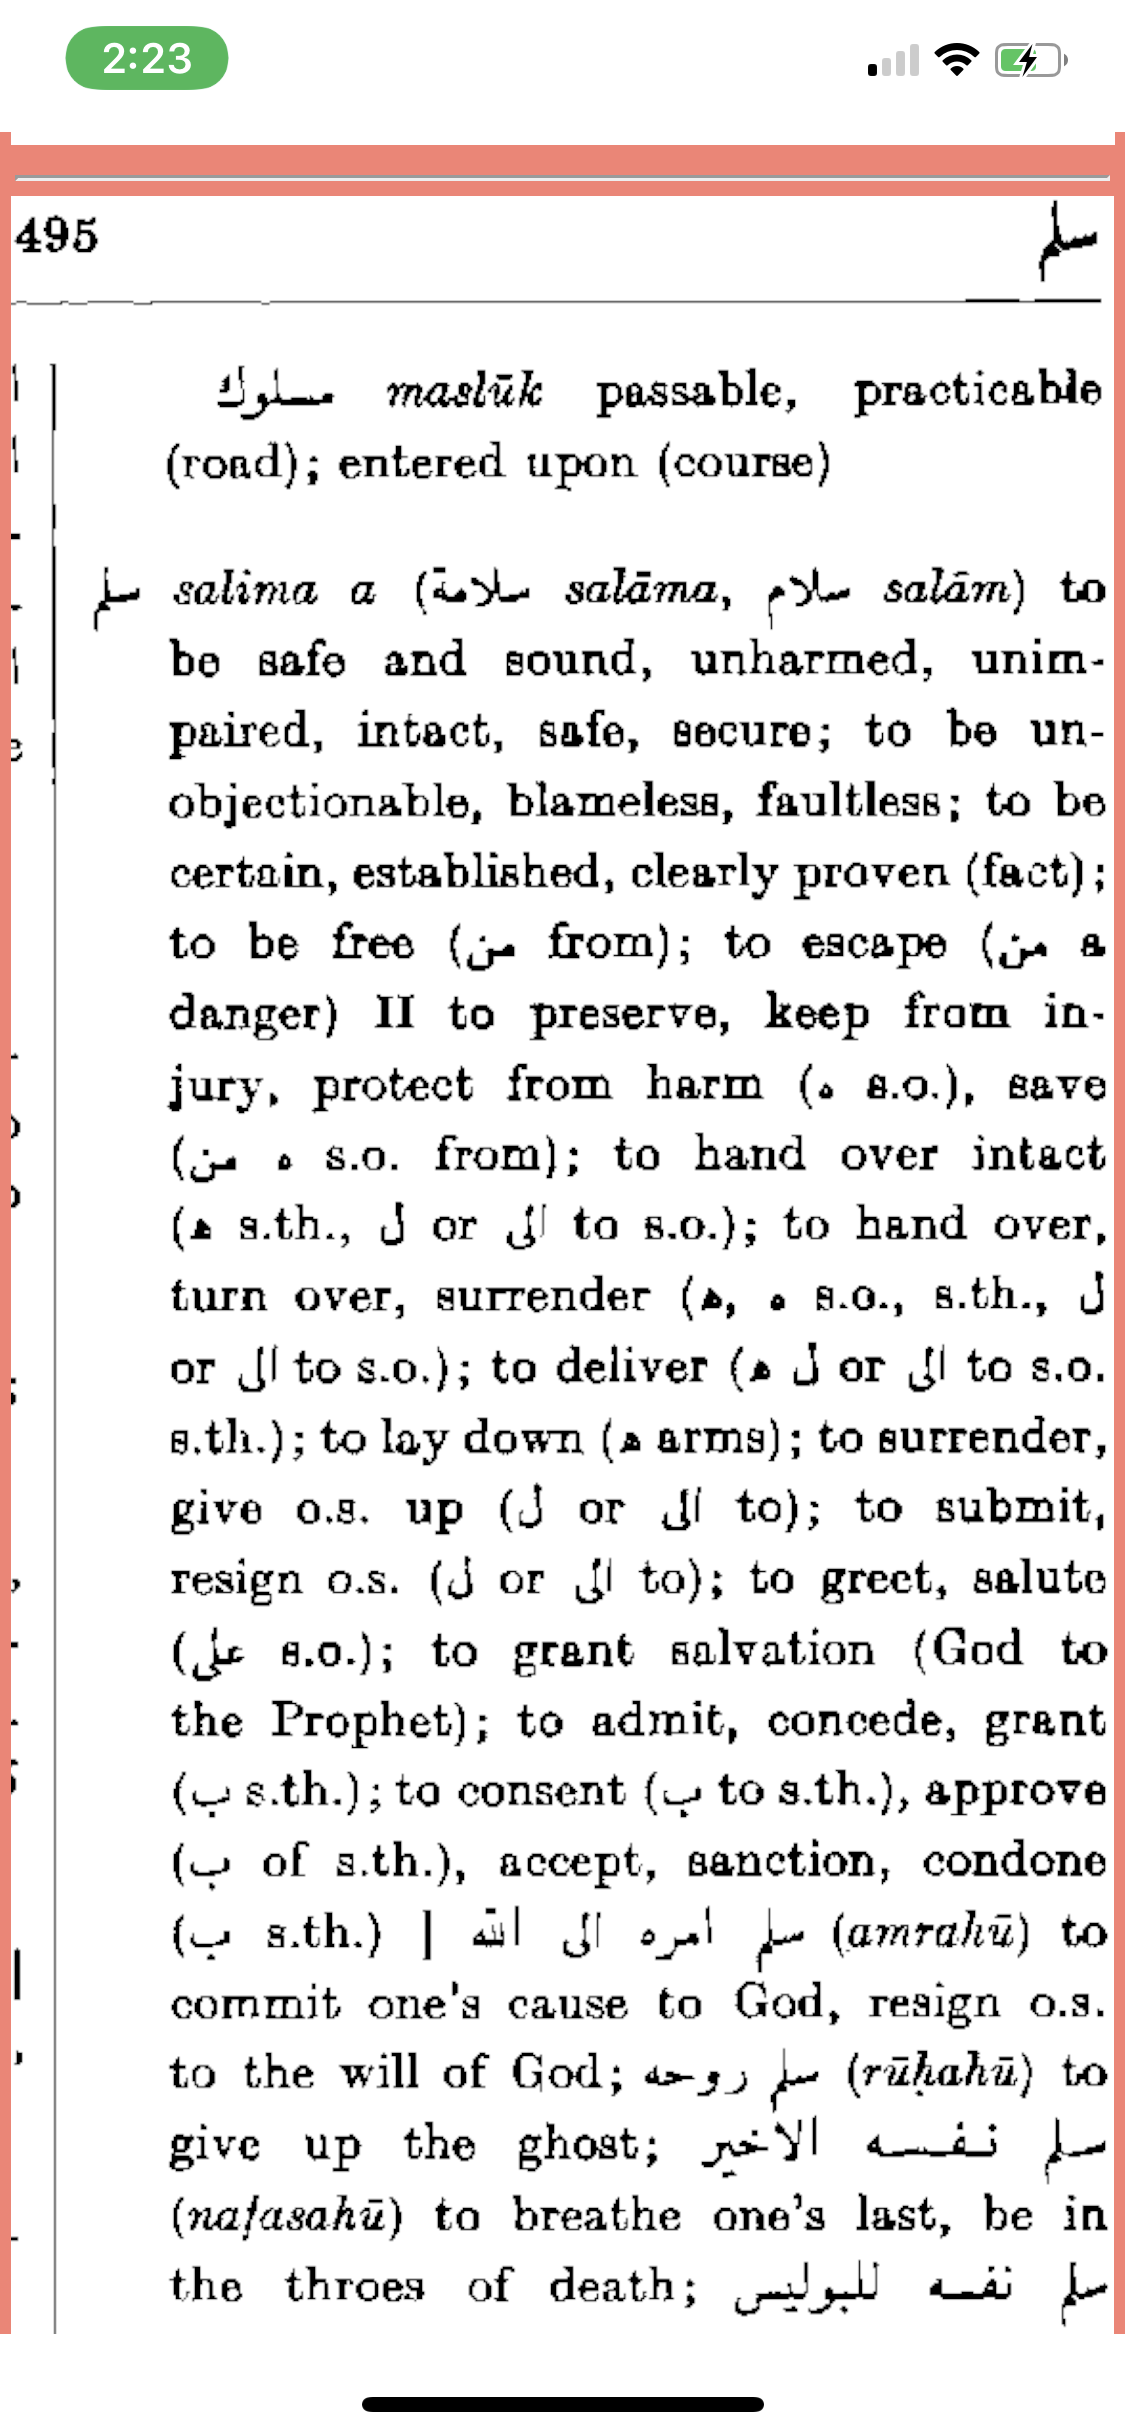 2:23
495 سلم
مسلوك maslūk passable, practicable
(road); entered upon (course)
سلم salima a (سلامة salāma, سلام salām) to
be safe and sound, unharmed, unim-
paired, intact, safe, secure; to be un-
objectionable, blameless, faultless; to be
certain, established, clearly proven (fact);
to be free (من from); to escape (من a
danger) II to preserve, keep from in-
jury, protect from harm (ه s.o.), save
(ه من s.o. from); to hand over intact
(ﻫ s.th., ل or الى to s.o.); to hand over,
turn over, surrender (ﻫ, ه s.o., s.th., ل
or الى to s.o.); to deliver (ﻫ ل or الى to s.o.
s.th.); to lay down (ﻫ arms); to surrender,
give o.s. up (ل or الى to); to submit,
resign o.s. (ل or الى to); to greet, salute
(على s.o.); to grant salvation (God to
the Prophet); to admit, concede, grant
(ب s.th.); to consent (ب to s.th.), approve
(ب of s.th.), accept, sanction, condone
(ب s.th.) | سلم امره الى الله (amrahū) to
commit one's cause to God, resign o.s.
to the will of God; سلم روحه (rūḥahū) to
give up the ghost; سلم نفسه الاخير
(nafasahū) to breathe one's last, be in
the throes of death; سلم نفسه للبوليس